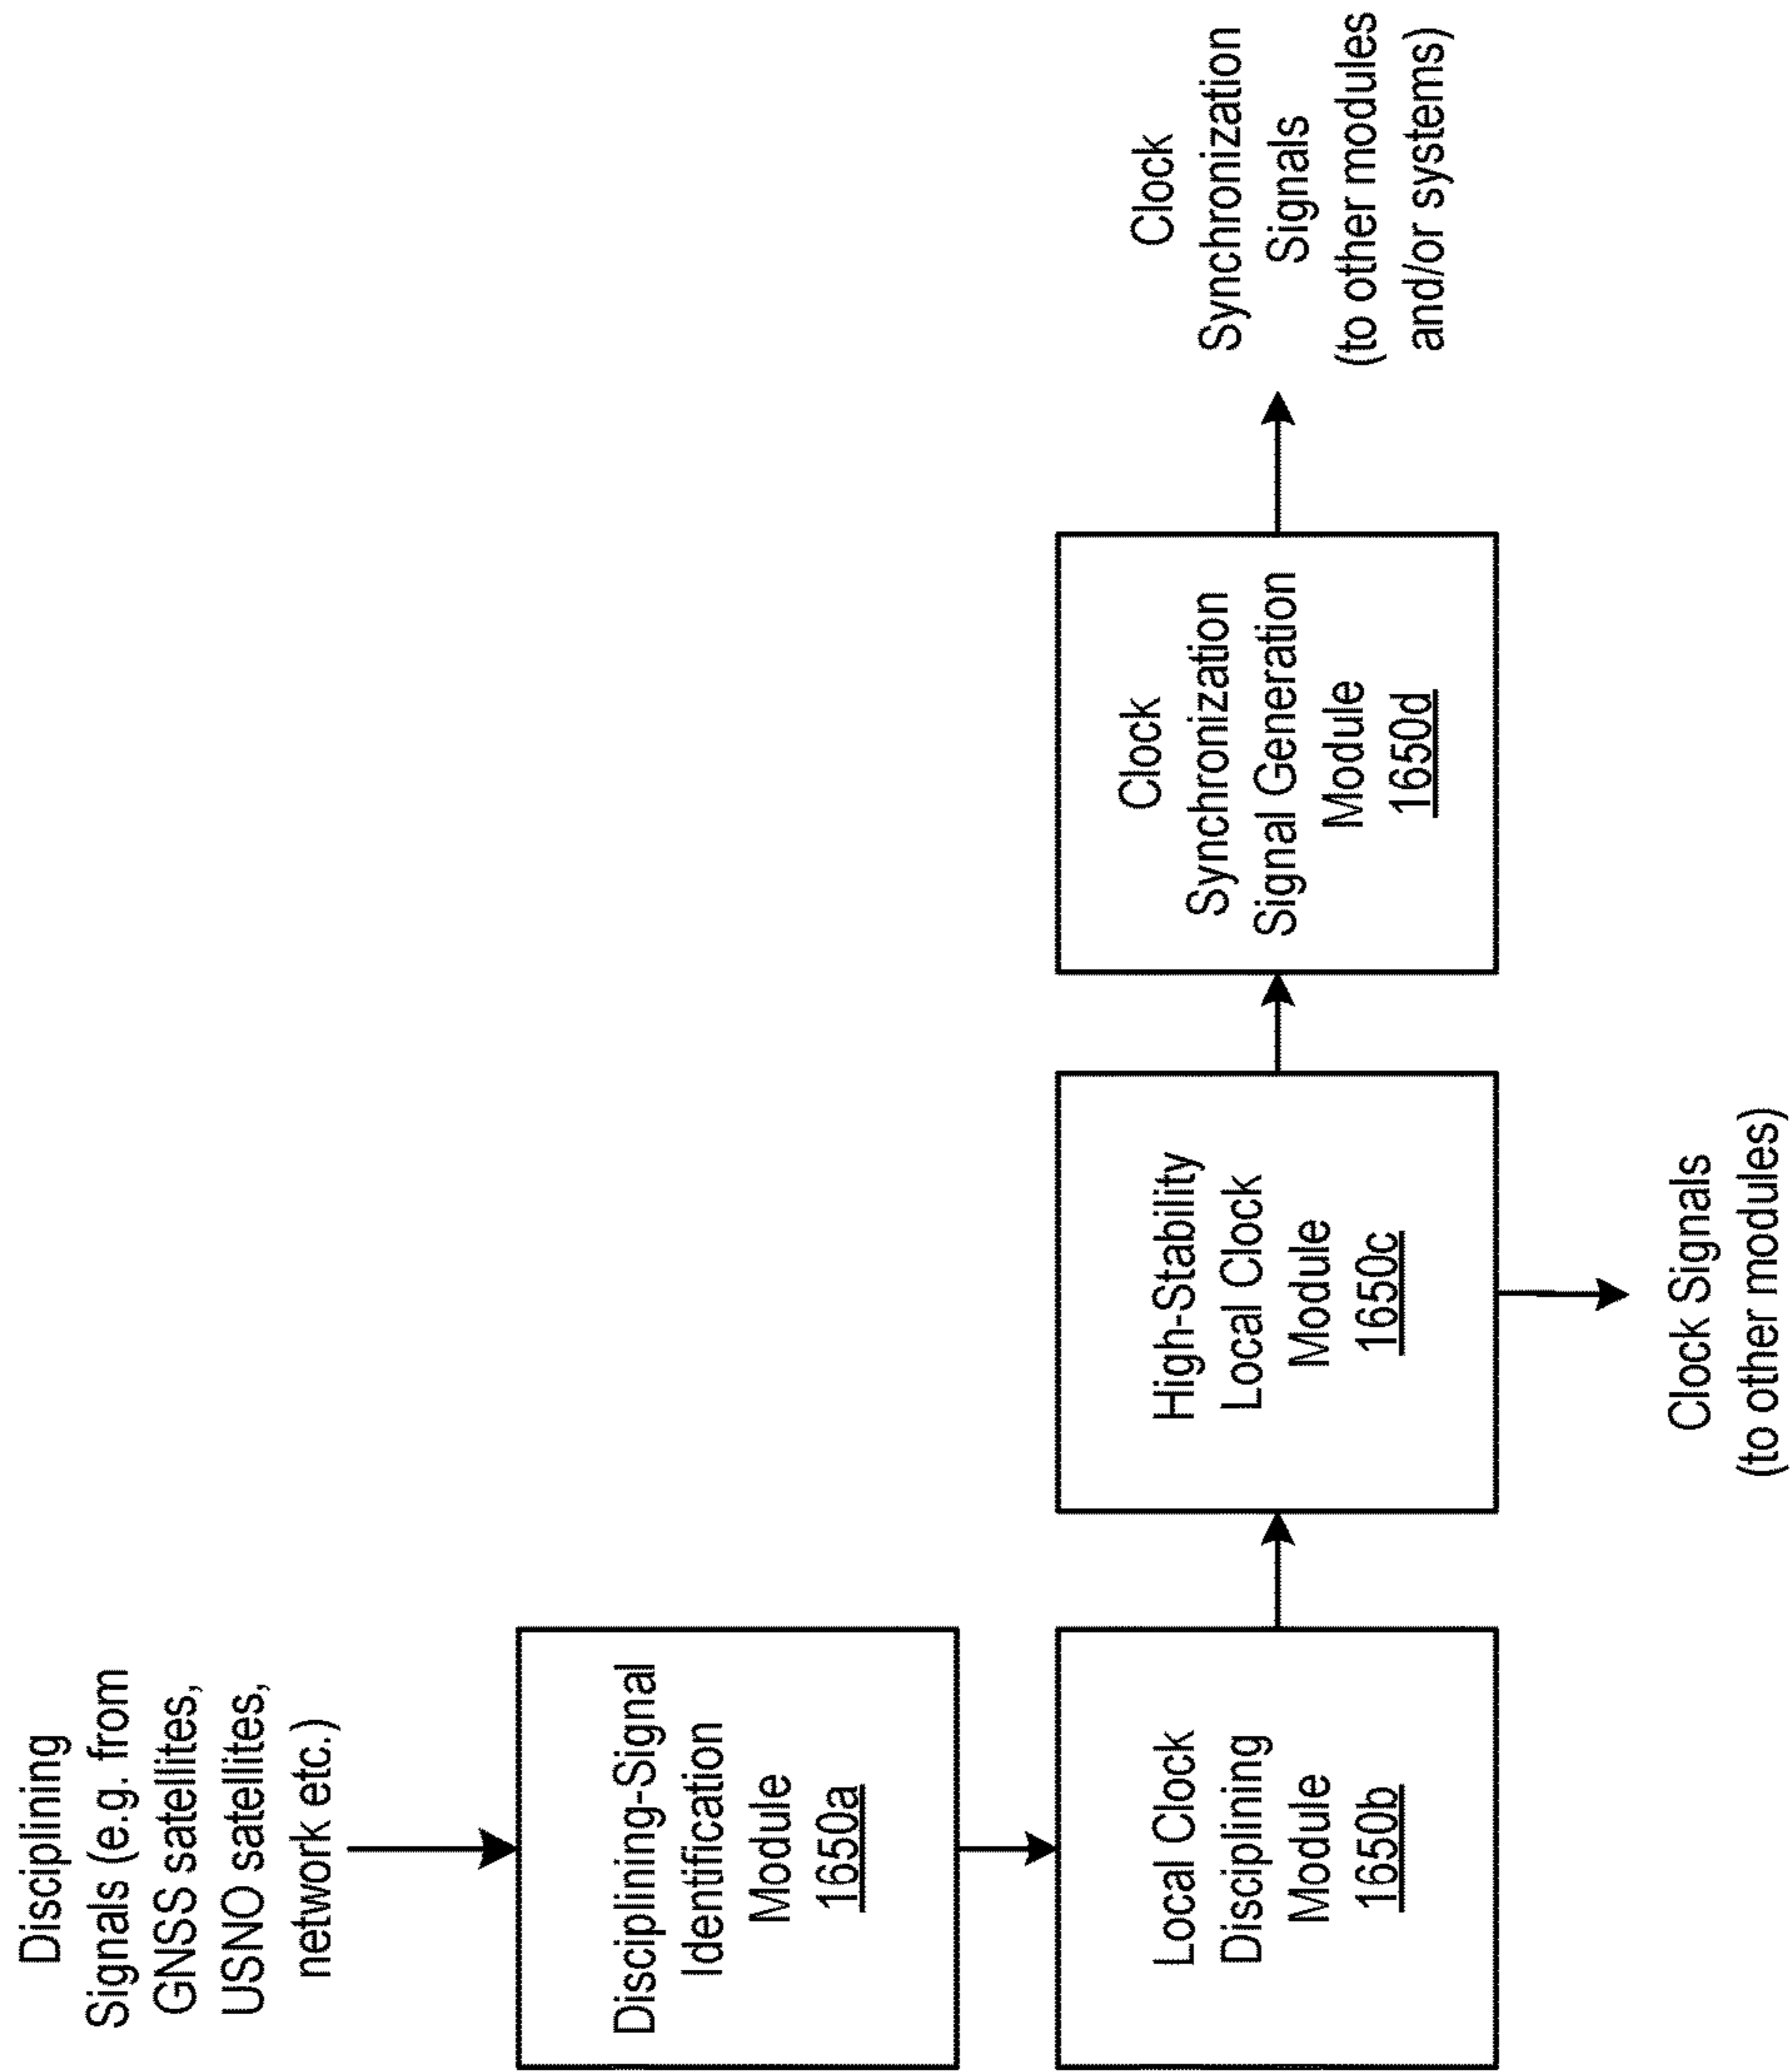 Disciplining
Signals (e.g. from
GNSS satellites,
USNO satellites,
network etc.)
Disciplining-Signal
Identification
Module
1650a
Local Clock
Disciplining
Module
1650b
High-Stability
Local Clock
Module
1650c
Clock Signals
(to other modules)
Clock
Synchronization
Signal Generation
Module
1650d
Clock
Synchronization
Signals
(to other modules
and/or systems)